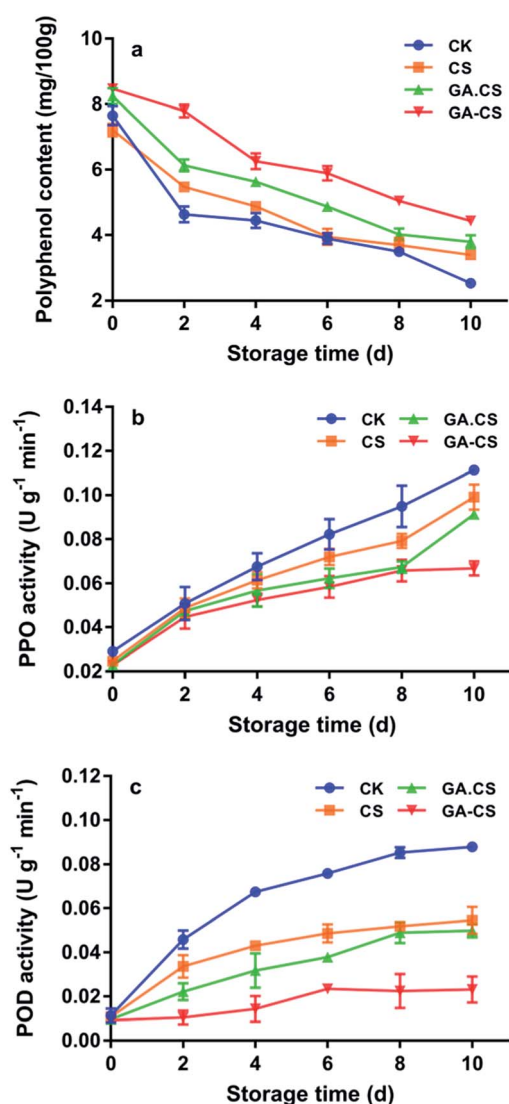 a
CK
CS
GA.CS
GA-CS
Polyphenol content (mg/100g)
10
8
6
4
2
0 2 4 6 8 10
Storage time (d)
b
CK GA.CS
CS GA-CS
PPO activity (U g⁻¹ min⁻¹)
0.14
0.12
0.10
0.08
0.06
0.04
0.02
0 2 4 6 8 10
Storage time (d)
c
CK GA.CS
CS GA-CS
POD activity (U g⁻¹ min⁻¹)
0.12
0.10
0.08
0.06
0.04
0.02
0.00
0 2 4 6 8 10
Storage time (d)